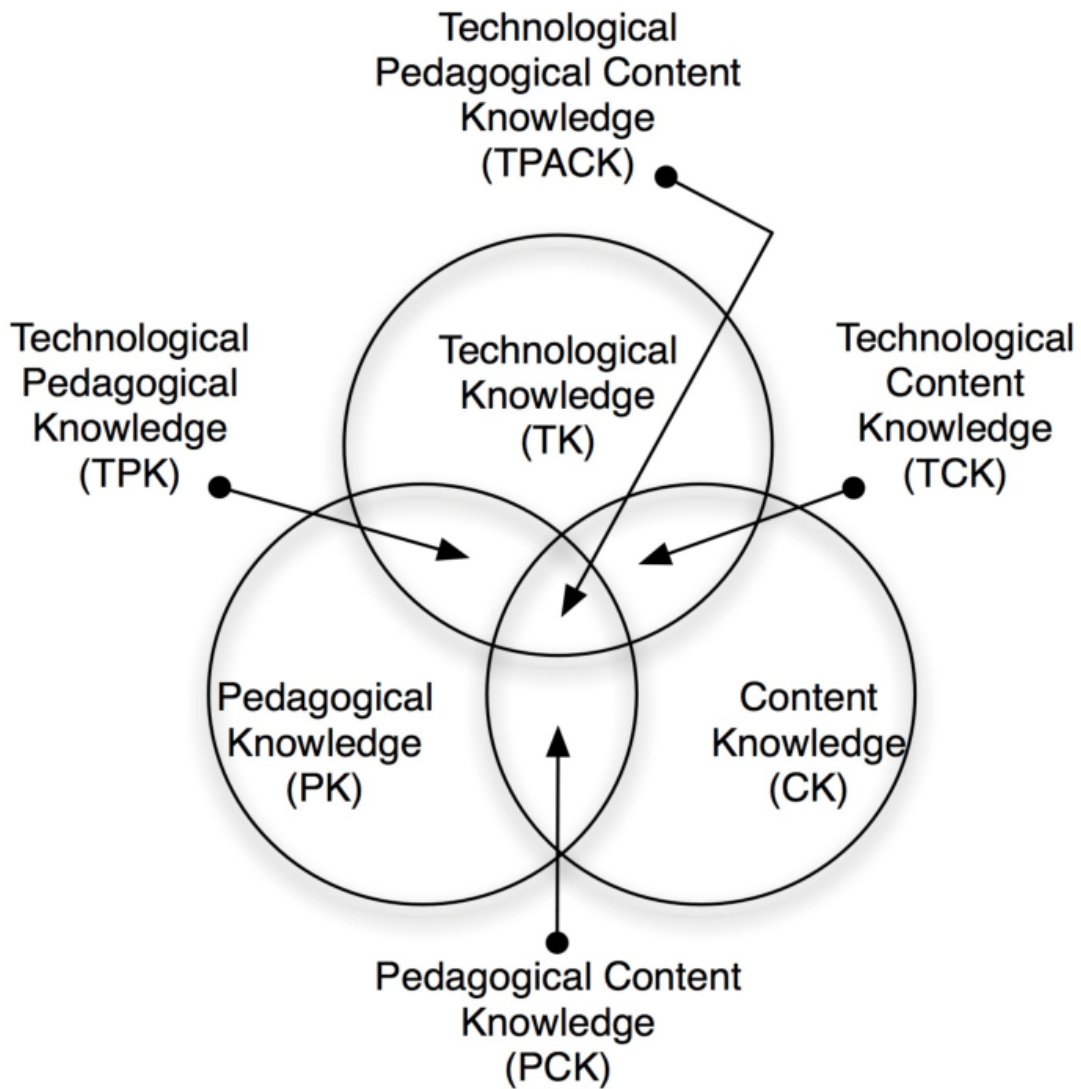 Technological
Pedagogical Content
Knowledge
(TPACK)
Technological
Pedagogical
Knowledge
(TPK)
Technological
Knowledge
(TK)
Technological
Content
Knowledge
(TCK)
Pedagogical
Knowledge
(PK)
Content
Knowledge
(CK)
Pedagogical Content
Knowledge
(PCK)